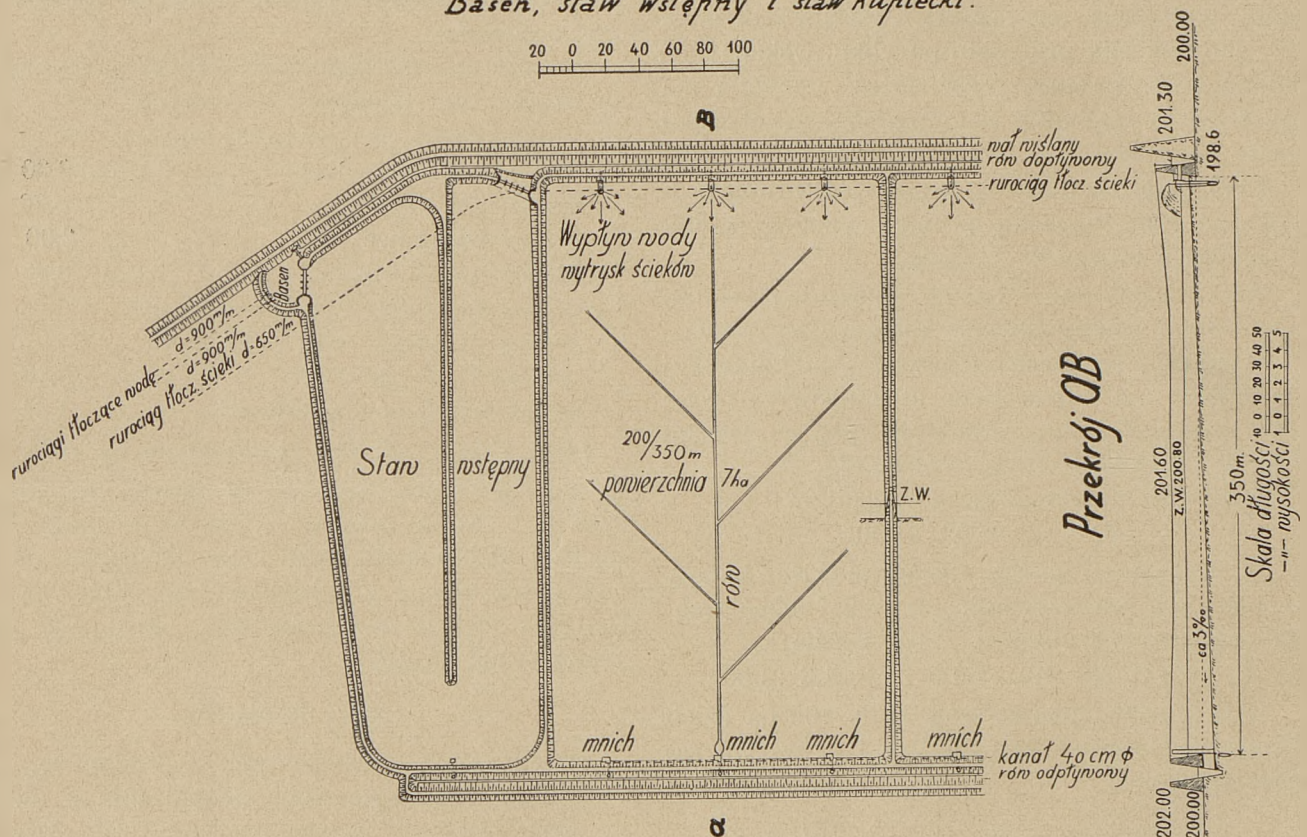 Basen, staw wstępny i staw kupiecki.
20 0 20 40 60 80 100
B
wał wiślany
rów dopływowy
rurociąg tłocz. ścieki
Wypływ wody
wytrysk ścieków
Basen
d=900 m/m
d=900 m/m
rurociągi tłoczące wodę
rurociąg tłocz. ścieki d=650 m/m
Staw wstępny
200/350 m
powierzchnia 7ha
rów
Z.W.
mnich mnich mnich mnich
kanał 40 cm ϕ
rów odpływowy
a
Przekrój aB
200.00
201.30
198.6
201.60
Z.W. 200.80
350 m.
ca 3‰
202.00
200.00
Skala długości 10 0 10 20 30 40 50
-"- wysokości 1 0 1 2 3 4 5